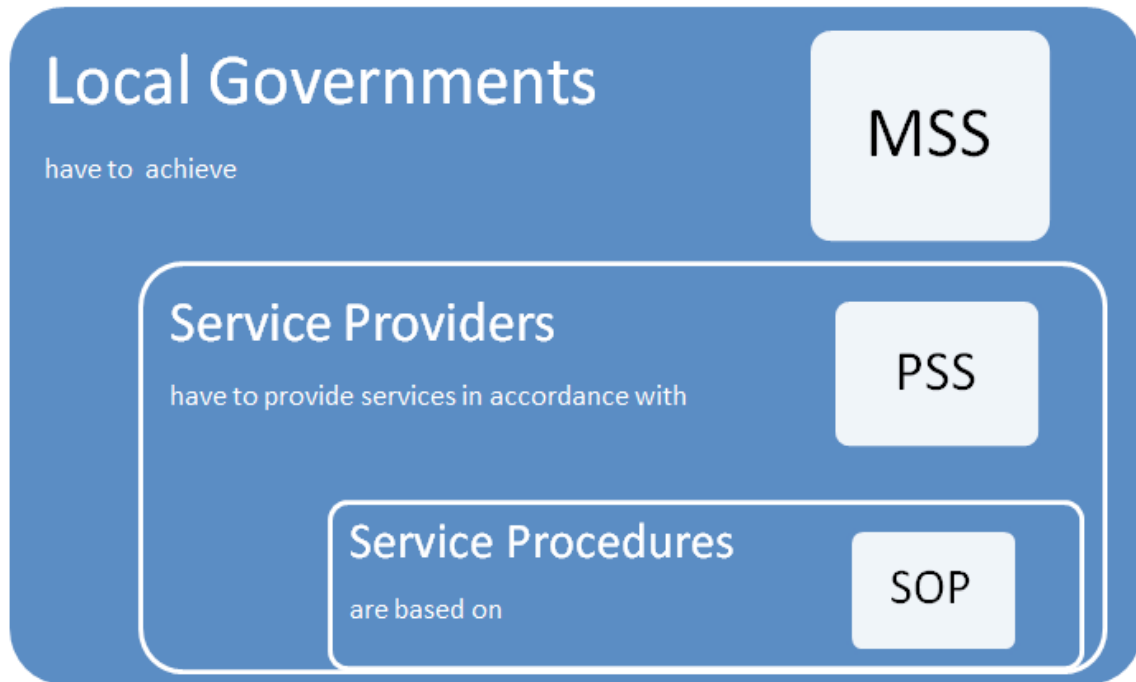 Local Governments
MSS
have to achieve
Service Providers
PSS
have to provide services in accordance with
Service Procedures
SOP
are based on